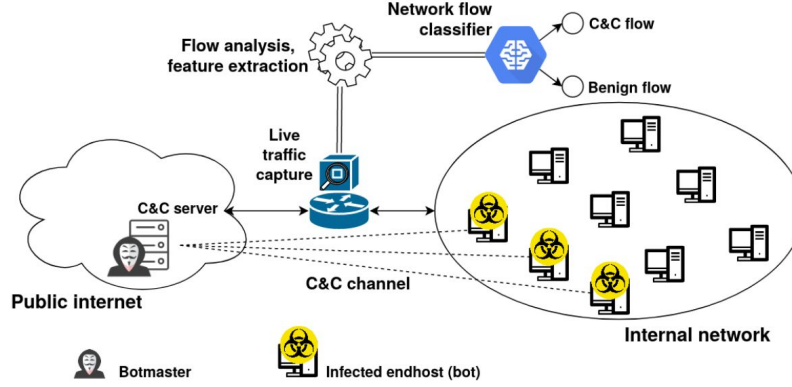 Network flow
classifier
C&C flow
Flow analysis,
feature extraction
Benign flow
Live
traffic
capture
C&C server
C&C channel
Public internet
Internal network
Botmaster
Infected endhost (bot)